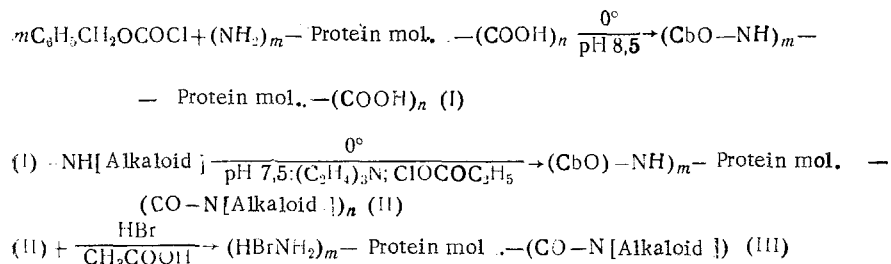 mC₆H₅CH₂OCOCl+(NH₂)ₘ— Protein mol. —(COOH)ₙ 0° pH 8,5 →(CbO—NH)ₘ—
— Protein mol..—(COOH)ₙ (I)
(I) · NH[Alkaloid ] 0° pH 7,5:(C₂H₄)₃N; ClOCOC₂H₅ →(CbO) —NH)ₘ— Protein mol. —
(CO—N[Alkaloid ])ₙ (II)
(II) + HBr CH₃COOH →(HBrNH₂)ₘ— Protein mol ..—(CO—N[Alkaloid ]) (III)